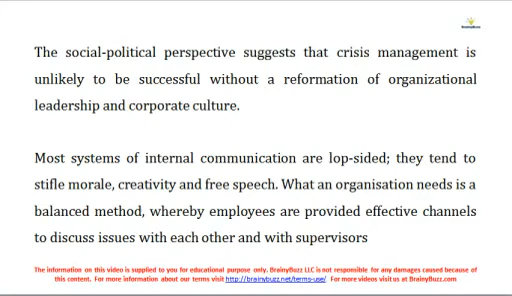 BrainyBuzz
The social-political perspective suggests that crisis management is
unlikely to be successful without a reformation of organizational
leadership and corporate culture.
Most systems of internal communication are lop-sided; they tend to
stifle morale, creativity and free speech. What an organisation needs is a
balanced method, whereby employees are provided effective channels
to discuss issues with each other and with supervisors
The information on this video is supplied to you for educational purpose only. BrainyBuzz LLC is not responsible for any damages caused because of
this content. For more information about our terms visit http://brainybuzz.net/terms-use/ For more videos visit us at BrainyBuzz.com